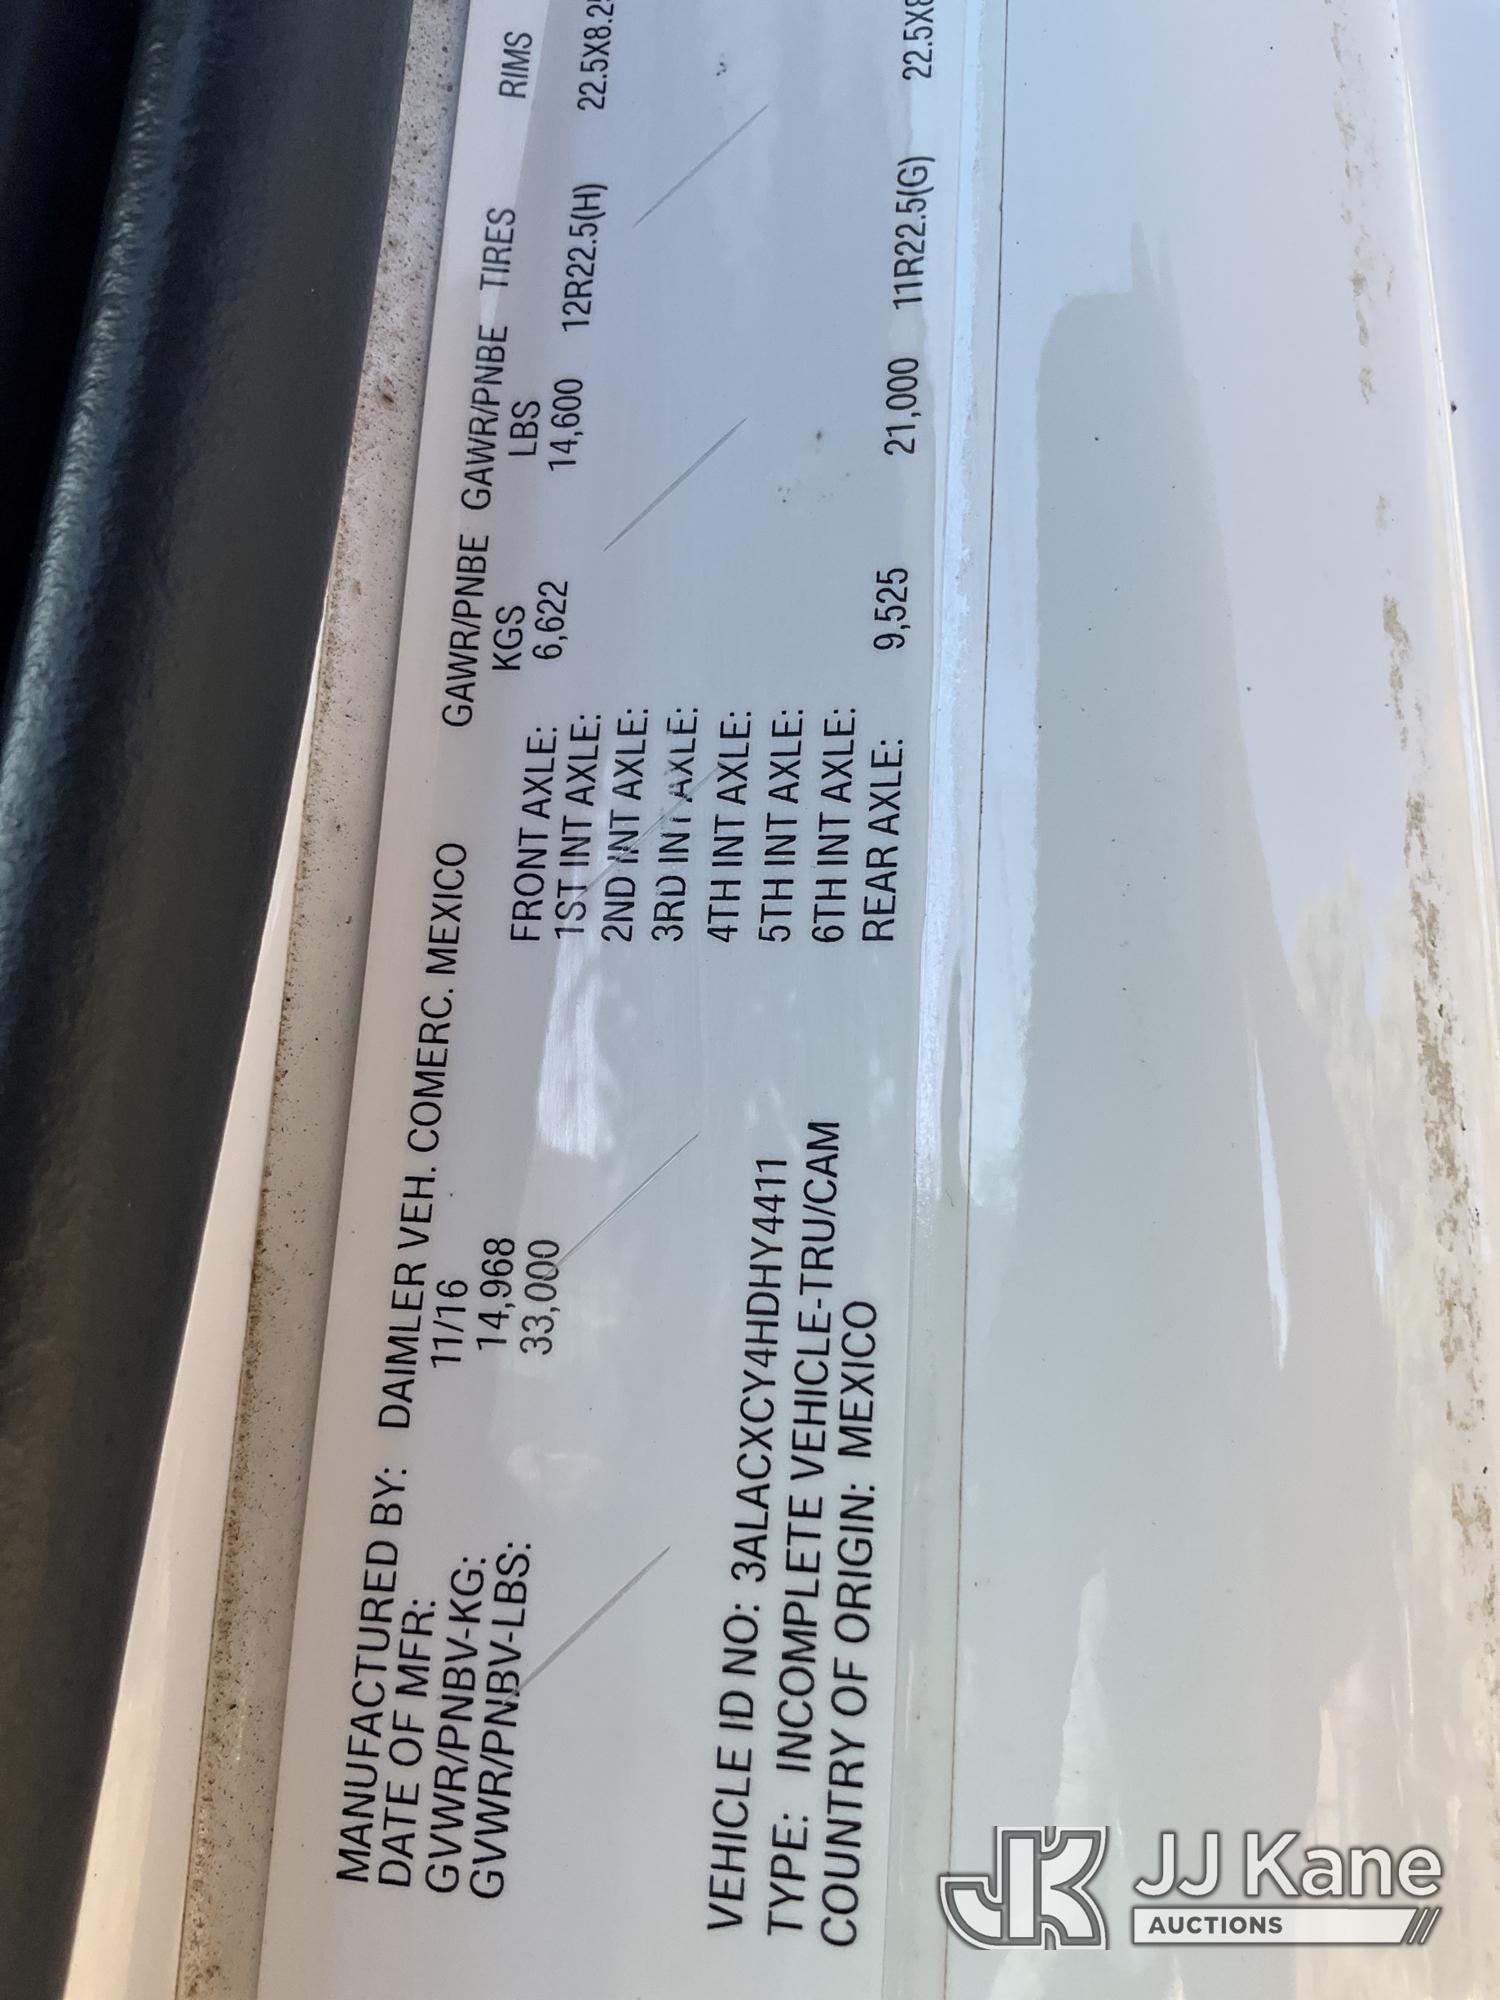 MANUFACTURED BY: DAIMLER VEH. COMERC. MEXICO
DATE OF MFR: 11/16
GVWR/PNBV-KG: 14,968
GVWR/PNBV-LBS: 33,000
GAWR/PNBE GAWR/PNBE TIRES RIMS
KGS LBS
FRONT AXLE: 6,622 14,600 12R22.5(H) 22.5X8.2
1ST INT AXLE:
2ND INT AXLE:
3RD INT AXLE:
4TH INT AXLE:
5TH INT AXLE:
6TH INT AXLE:
REAR AXLE: 9,525 21,000 11R22.5(G) 22.5X8
VEHICLE ID NO: 3ALACXCY4HDHY4411
TYPE: INCOMPLETE VEHICLE-TRU/CAM
COUNTRY OF ORIGIN: MEXICO
JK JJ Kane
AUCTIONS